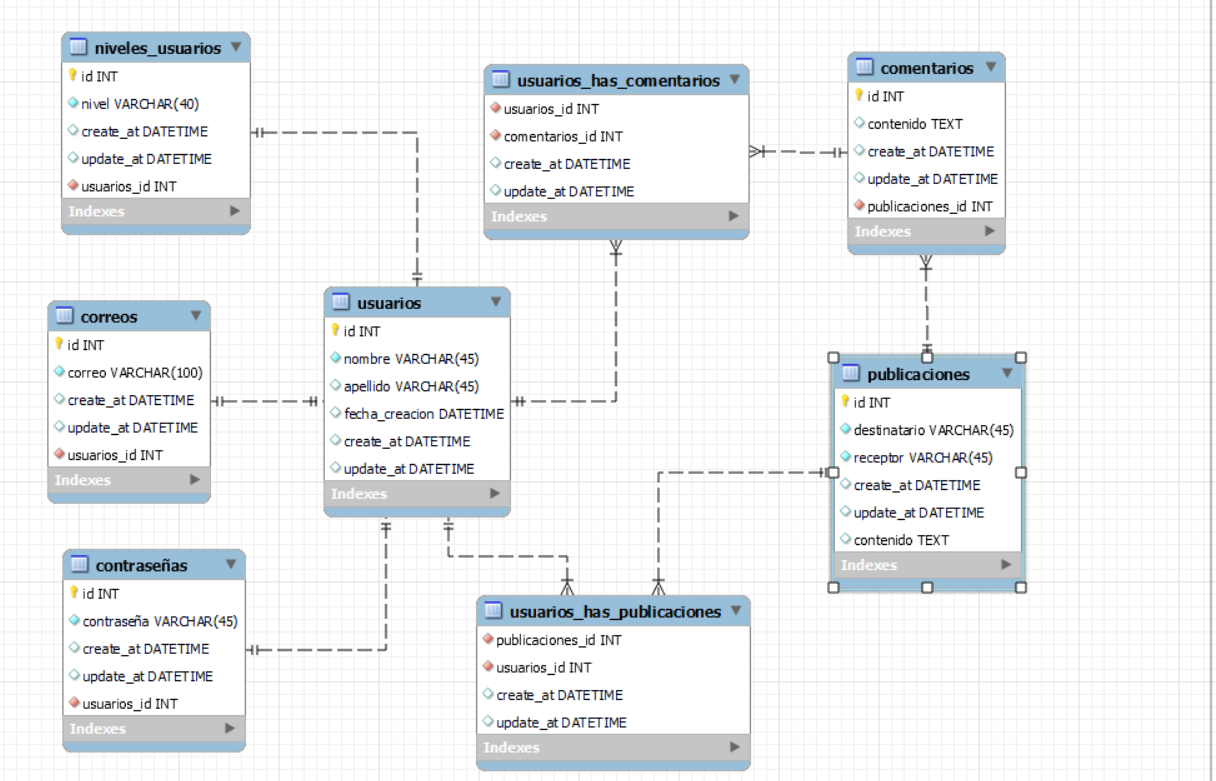 niveles_usuarios
id INT
nivel VARCHAR(40)
create_at DATETIME
update_at DATETIME
usuarios_id INT
Indexes
usuarios_has_comentarios
usuarios_id INT
comentarios_id INT
create_at DATETIME
update_at DATETIME
Indexes
comentarios
id INT
contenido TEXT
create_at DATETIME
update_at DATETIME
publicaciones_id INT
Indexes
correos
id INT
correo VARCHAR(100)
create_at DATETIME
update_at DATETIME
usuarios_id INT
Indexes
usuarios
id INT
nombre VARCHAR(45)
apellido VARCHAR(45)
fecha_creacion DATETIME
create_at DATETIME
update_at DATETIME
Indexes
publicaciones
id INT
destinatario VARCHAR(45)
receptor VARCHAR(45)
create_at DATETIME
update_at DATETIME
contenido TEXT
Indexes
contraseñas
id INT
contraseña VARCHAR(45)
create_at DATETIME
update_at DATETIME
usuarios_id INT
Indexes
usuarios_has_publicaciones
publicaciones_id INT
usuarios_id INT
create_at DATETIME
update_at DATETIME
Indexes